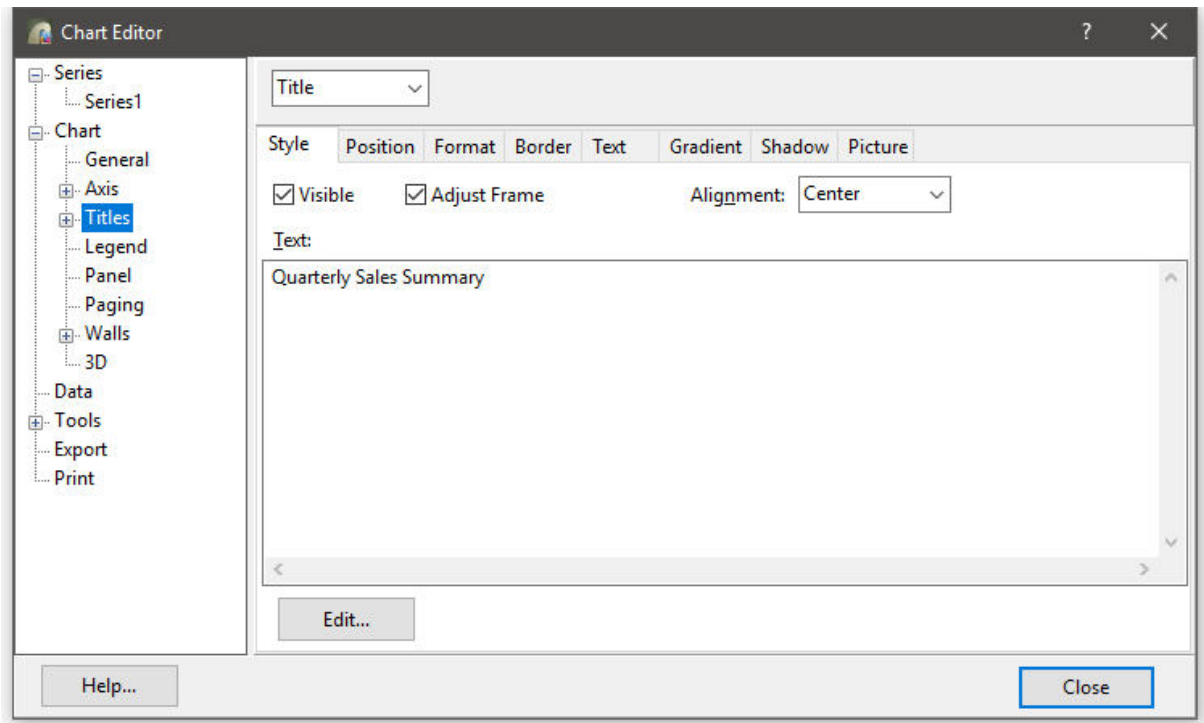 Chart Editor
?
Series
Series1
Chart
General
Axis
Titles
Legend
Panel
Paging
Walls
3D
Data
Tools
Export
Print
Title
Style Position Format Border Text Gradient Shadow Picture
Visible Adjust Frame Alignment: Center
Text:
Quarterly Sales Summary
Edit...
Help... Close